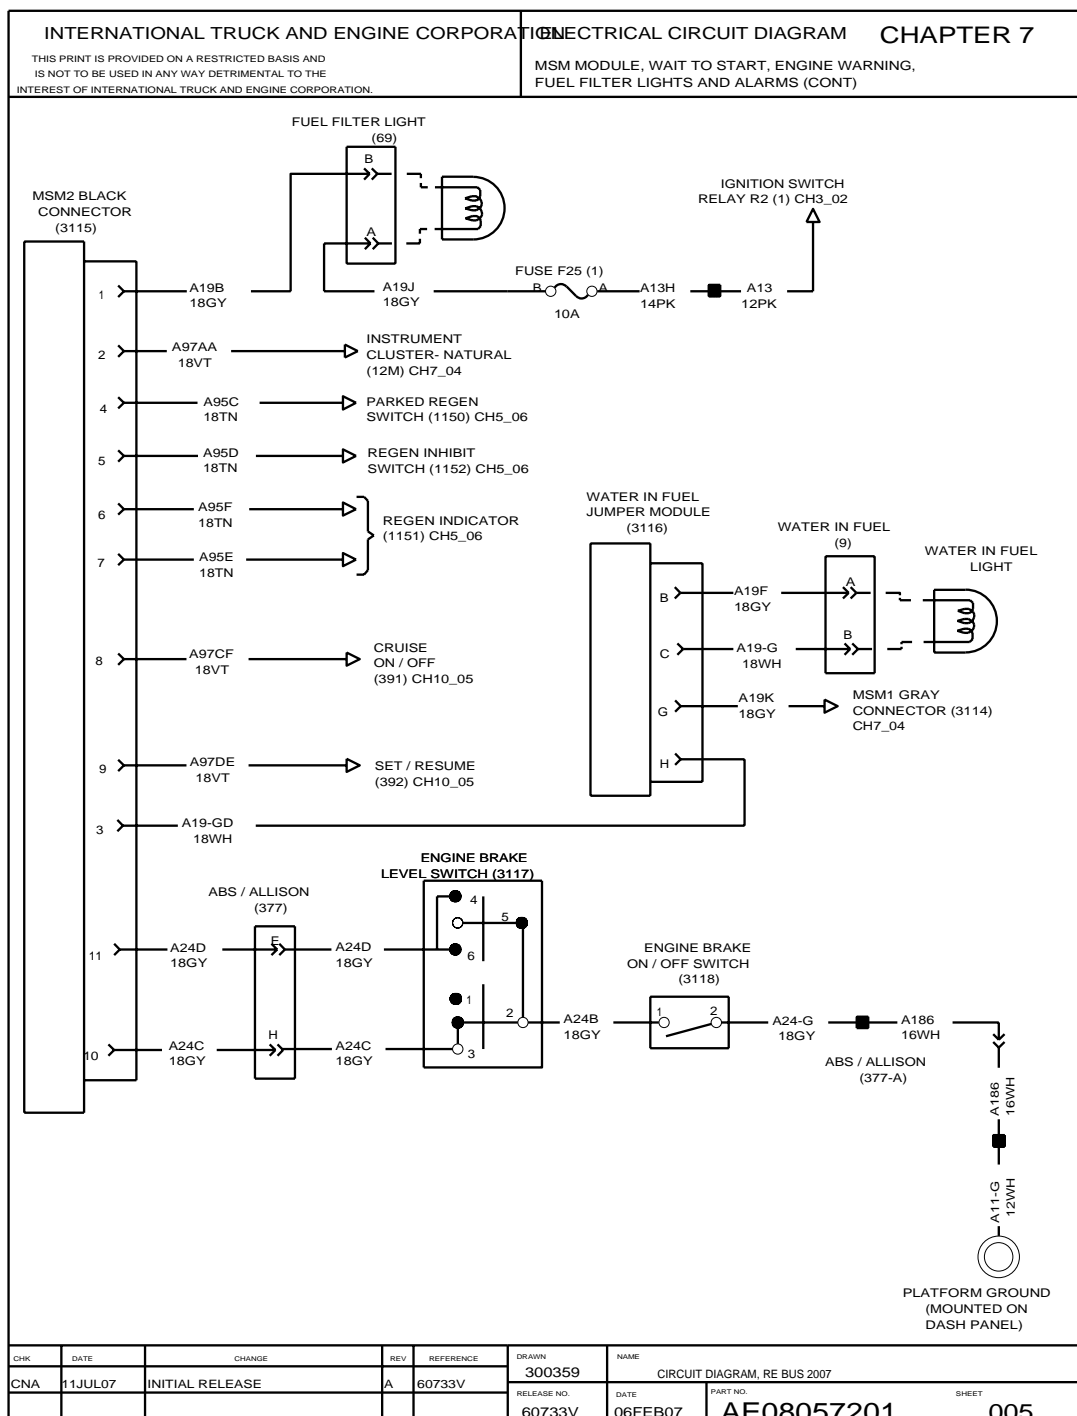 INTERNATIONAL TRUCK AND ENGINE CORPORATION
ELECTRICAL CIRCUIT DIAGRAM
CHAPTER 7
THIS PRINT IS PROVIDED ON A RESTRICTED BASIS AND
IS NOT TO BE USED IN ANY WAY DETRIMENTAL TO THE
INTEREST OF INTERNATIONAL TRUCK AND ENGINE CORPORATION.
MSM MODULE, WAIT TO START, ENGINE WARNING,
FUEL FILTER LIGHTS AND ALARMS (CONT)
FUEL FILTER LIGHT
(69)
B
A
MSM2 BLACK
CONNECTOR
(3115)
IGNITION SWITCH
RELAY R2 (1) CH3_02
FUSE F25 (1)
B
A
10A
1
A19B
18GY
A19J
18GY
A13H
14PK
A13
12PK
2
A97AA
18VT
INSTRUMENT
CLUSTER- NATURAL
(12M) CH7_04
4
A95C
18TN
PARKED REGEN
SWITCH (1150) CH5_06
5
A95D
18TN
REGEN INHIBIT
SWITCH (1152) CH5_06
6
A95F
18TN
7
A95E
18TN
REGEN INDICATOR
(1151) CH5_06
WATER IN FUEL
JUMPER MODULE
(3116)
WATER IN FUEL
(9)
WATER IN FUEL
LIGHT
B
A19F
18GY
A
C
A19-G
18WH
B
G
A19K
18GY
MSM1 GRAY
CONNECTOR (3114)
CH7_04
H
8
A97CF
18VT
CRUISE
ON / OFF
(391) CH10_05
9
A97DE
18VT
SET / RESUME
(392) CH10_05
3
A19-GD
18WH
ENGINE BRAKE
LEVEL SWITCH (3117)
4
5
6
1
2
3
ABS / ALLISON
(377)
E
H
11
A24D
18GY
A24D
18GY
10
A24C
18GY
A24C
18GY
A24B
18GY
ENGINE BRAKE
ON / OFF SWITCH
(3118)
1
2
A24-G
18GY
A186
16WH
ABS / ALLISON
(377-A)
A186
16WH
A11-G
12WH
PLATFORM GROUND
(MOUNTED ON
DASH PANEL)
CHK
DATE
CHANGE
REV
REFERENCE
DRAWN
NAME
CNA
11JUL07
INITIAL RELEASE
A
60733V
300359
CIRCUIT DIAGRAM, RE BUS 2007
RELEASE NO.
DATE
PART NO.
SHEET
60733V
06FEB07
AE08057201
005